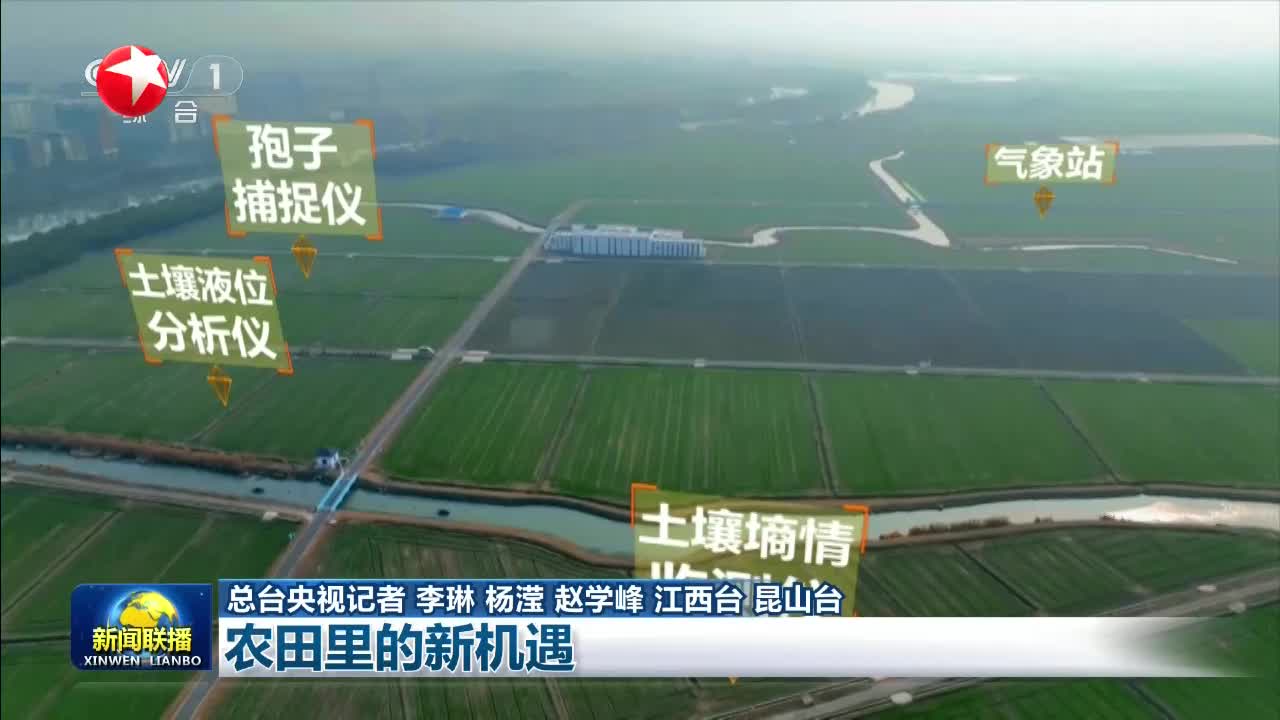 1
综合
孢子
捕捉仪
气象站
土壤液位
分析仪
土壤墒情
总台央视记者 李琳 杨滢 赵学峰 江西台 昆山台
新闻联播
XINWEN LIANBO
农田里的新机遇